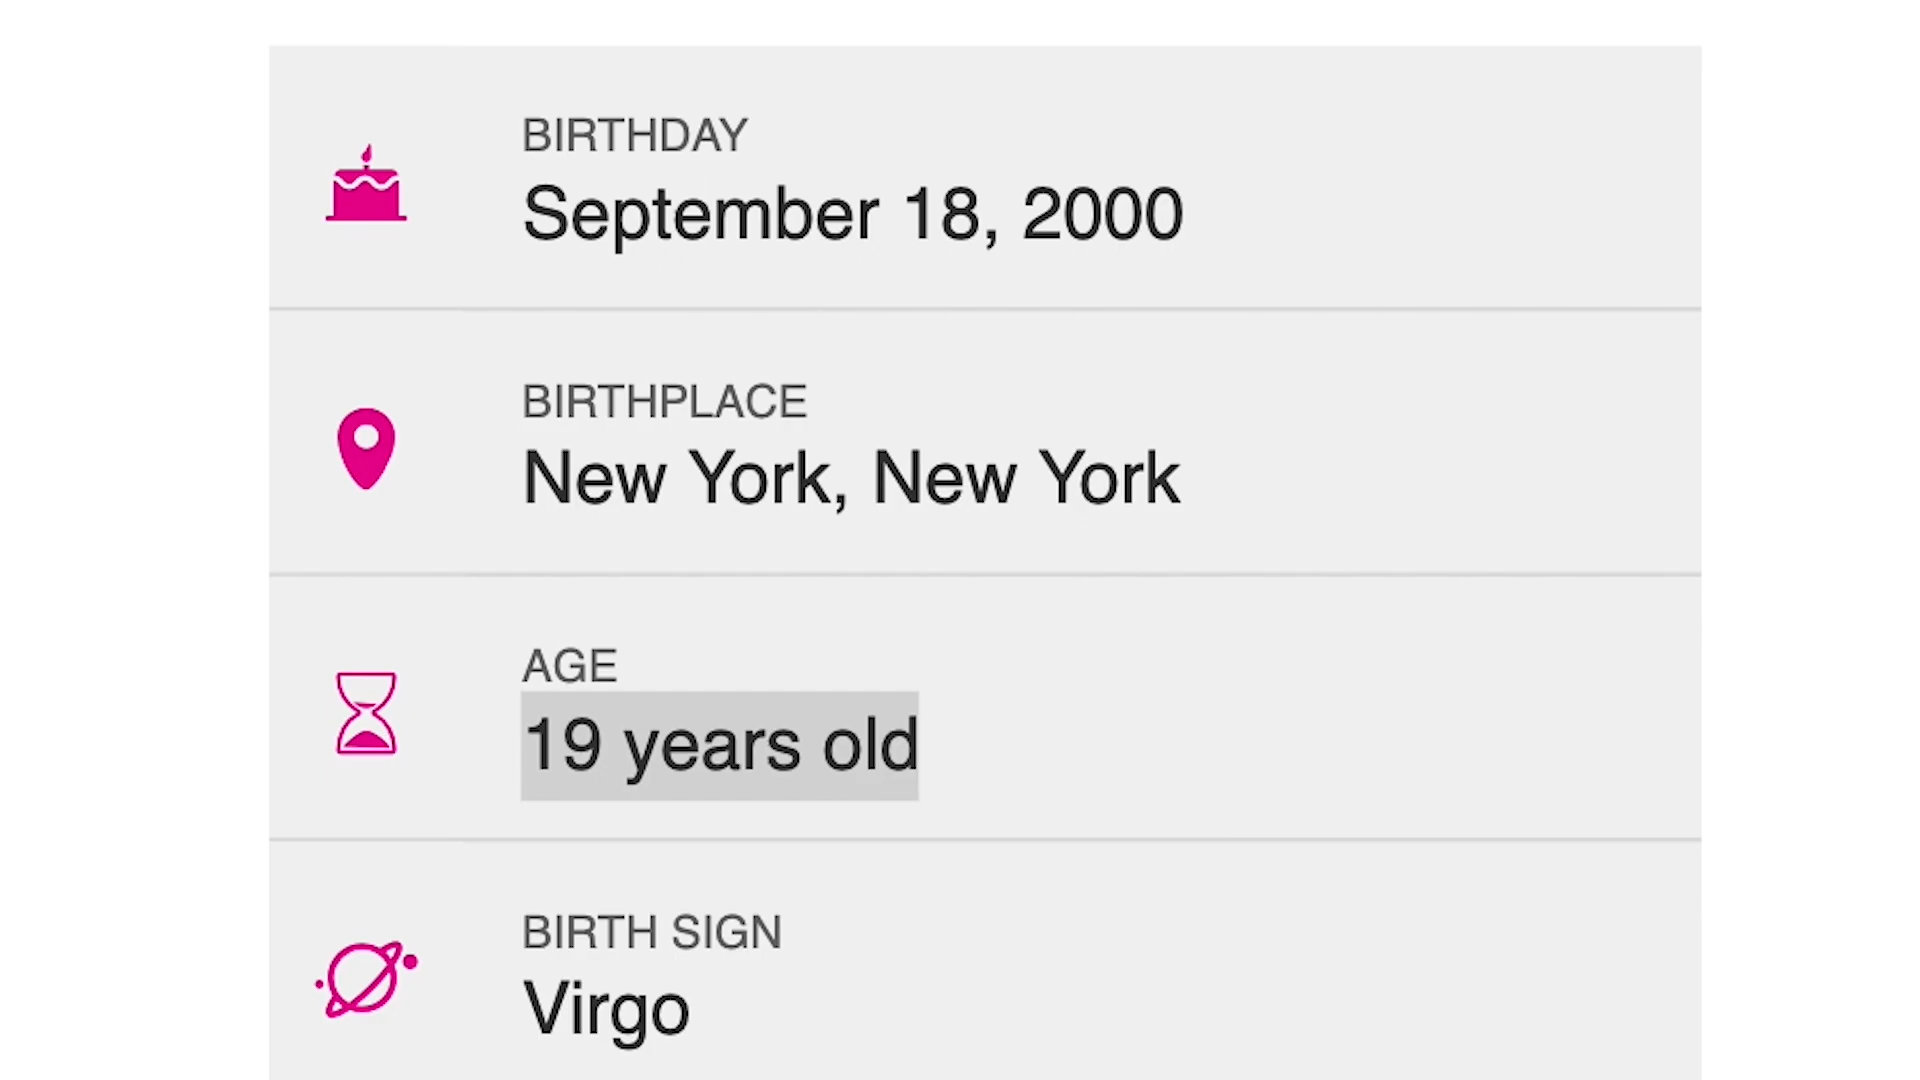 BIRTHDAY
September 18, 2000
BIRTHPLACE
New York, New York
AGE
19 years old
BIRTH SIGN
Virgo